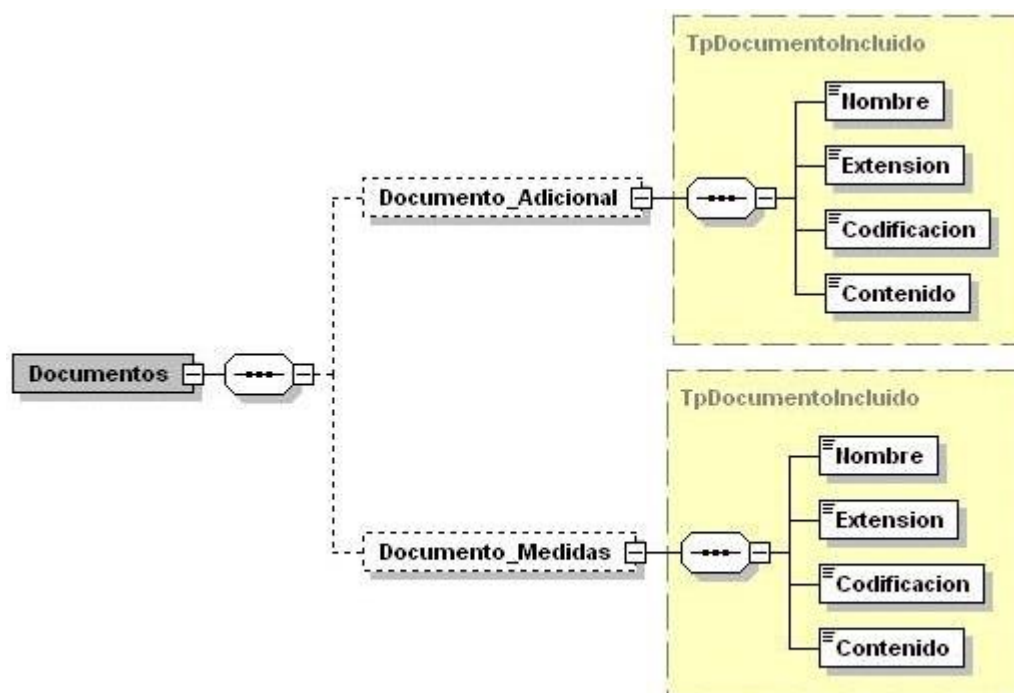 TpDocumentoIncluido
Nombre
Extension
Codificacion
Contenido
Documento_Adicional
Documentos
TpDocumentoIncluido
Nombre
Extension
Codificacion
Contenido
Documento_Medidas